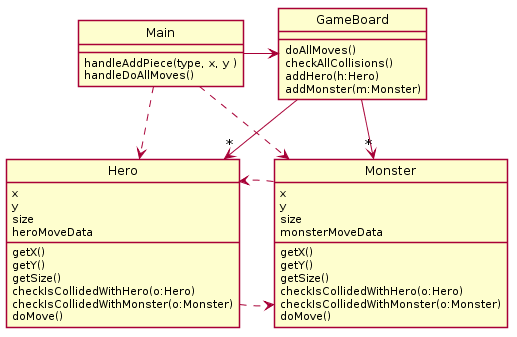 Main
handleAddPiece(type, x, y )
handleDoAllMoves()
GameBoard
doAllMoves()
checkAllCollisions()
addHero(h:Hero)
addMonster(m:Monster)
*
*
Hero
x
y
size
heroMoveData
getX()
getY()
getSize()
checkIsCollidedWithHero(o:Hero)
checkIsCollidedWithMonster(o:Monster)
doMove()
Monster
x
y
size
monsterMoveData
getX()
getY()
getSize()
checkIsCollidedWithHero(o:Hero)
checkIsCollidedWithMonster(o:Monster)
doMove()